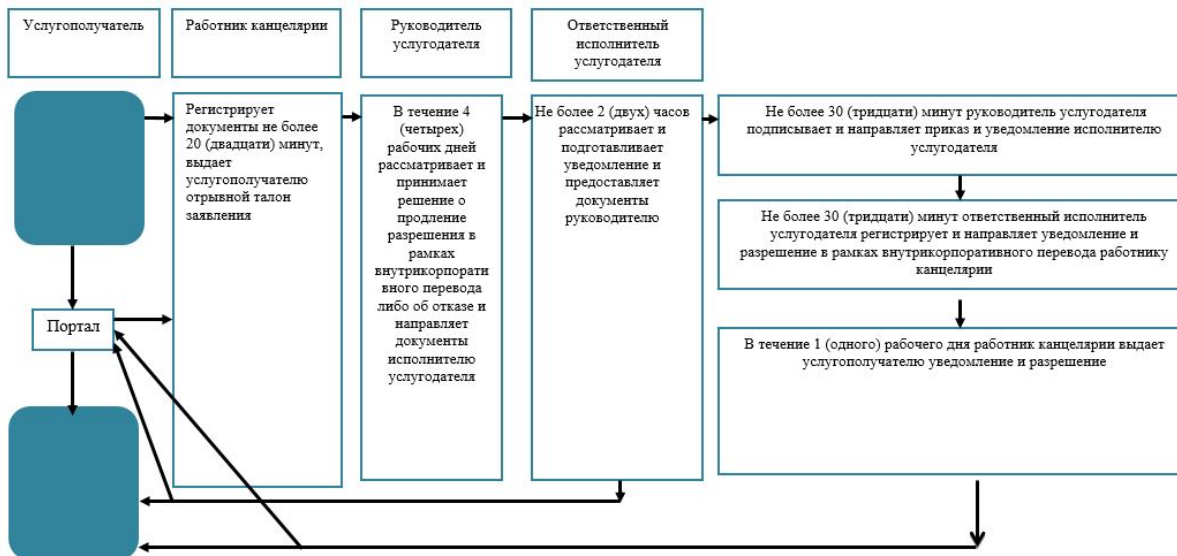 Услугополучатель
Работник канцелярии
Руководитель
услугодателя
Ответственный
исполнитель
услугодателя
Регистрирует
документы не более
20 (двадцати) минут,
выдает
услугополучателю
отрывной талон
заявления
В течение 4
(четырех)
рабочих дней
рассматривает и
принимает
решение о
продление
разрешения в
рамках
внутрикорпорати
вного перевода
либо об отказе и
направляет
документы
исполнителю
услугодателя
Не более 2 (двух) часов
рассматривает и
подготавливает
уведомление и
предоставляет
документы
руководителю
Не более 30 (тридцати) минут руководитель услугодателя
подписывает и направляет приказ и уведомление исполнителю
услугодателя
Не более 30 (тридцати) минут ответственный исполнитель
услугодателя регистрирует и направляет уведомление и
разрешение в рамках внутрикорпоративного перевода работнику
канцелярии
В течение 1 (одного) рабочего дня работник канцелярии выдает
услугополучателю уведомление и разрешение
Портал